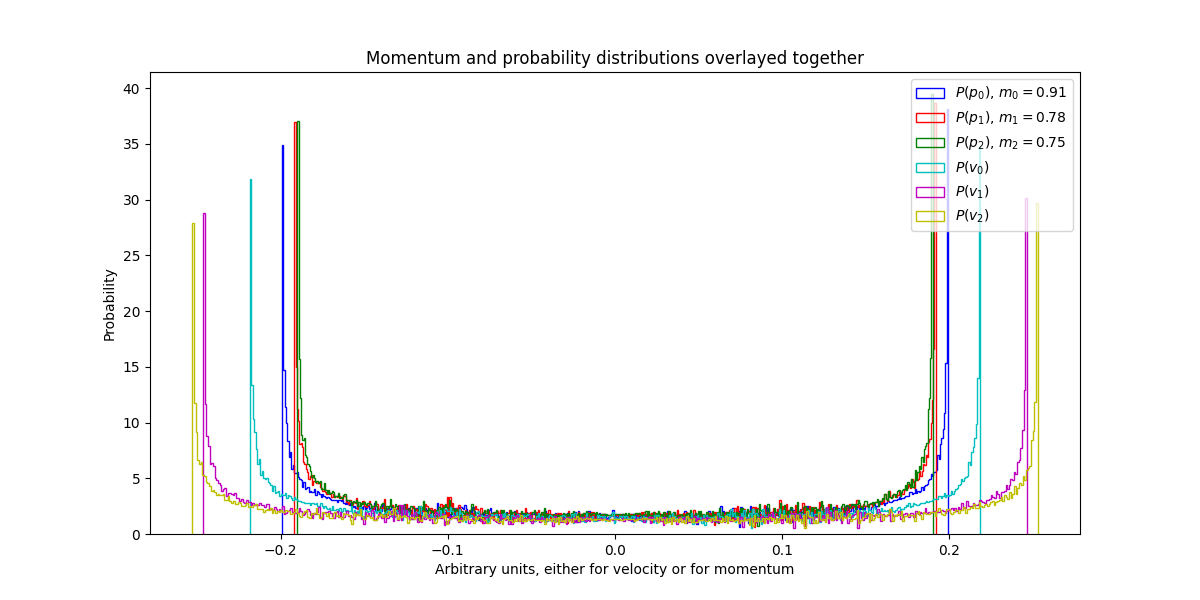 Momentum and probability distributions overlayed together
Probability
40
35
30
25
20
15
10
5
0
−0.2 −0.1 0.0 0.1 0.2
Arbitrary units, either for velocity or for momentum
P(p₀), m₀ = 0.91
P(p₁), m₁ = 0.78
P(p₂), m₂ = 0.75
P(v₀)
P(v₁)
P(v₂)